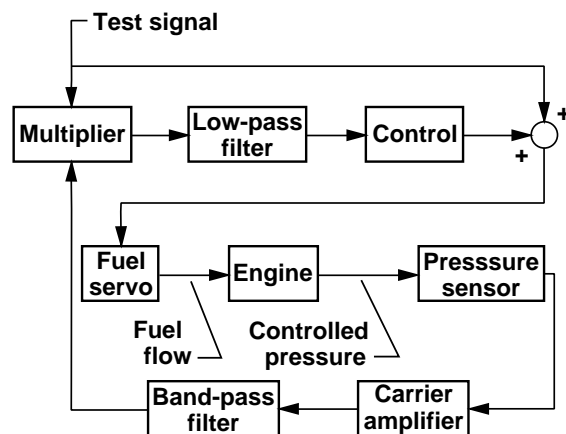 Test signal
Multiplier
Low-pass
filter
Control
+
+
Fuel
servo
Engine
Presssure
sensor
Fuel
flow
Controlled
pressure
Band-pass
filter
Carrier
amplifier